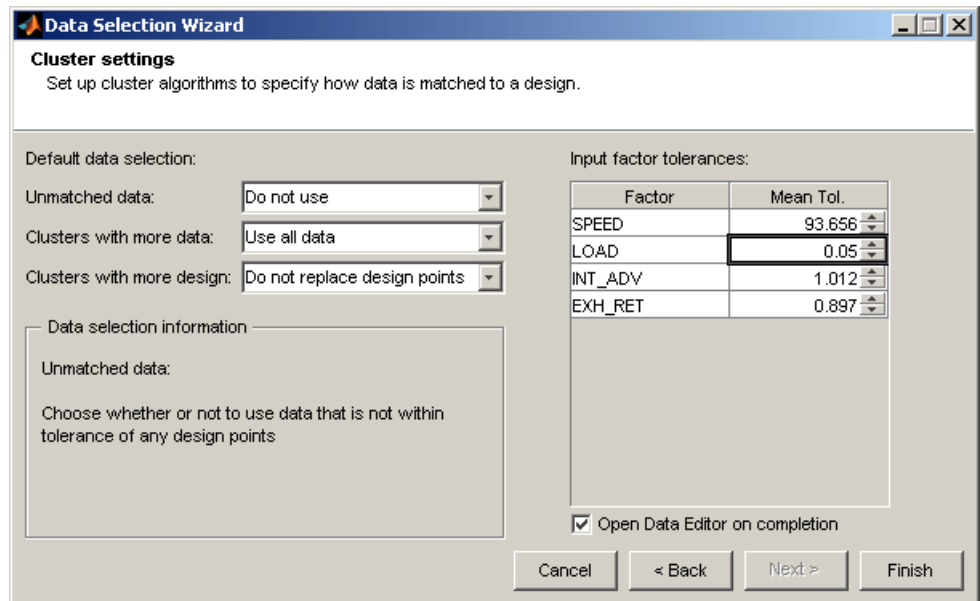 Data Selection Wizard
Cluster settings
Set up cluster algorithms to specify how data is matched to a design.
Default data selection:
Unmatched data: Do not use
Clusters with more data: Use all data
Clusters with more design: Do not replace design points
Data selection information
Unmatched data:
Choose whether or not to use data that is not within
tolerance of any design points
Input factor tolerances:
Factor Mean Tol.
SPEED 93.656
LOAD 0.05
INT_ADV 1.012
EXH_RET 0.897
Open Data Editor on completion
Cancel < Back Next > Finish